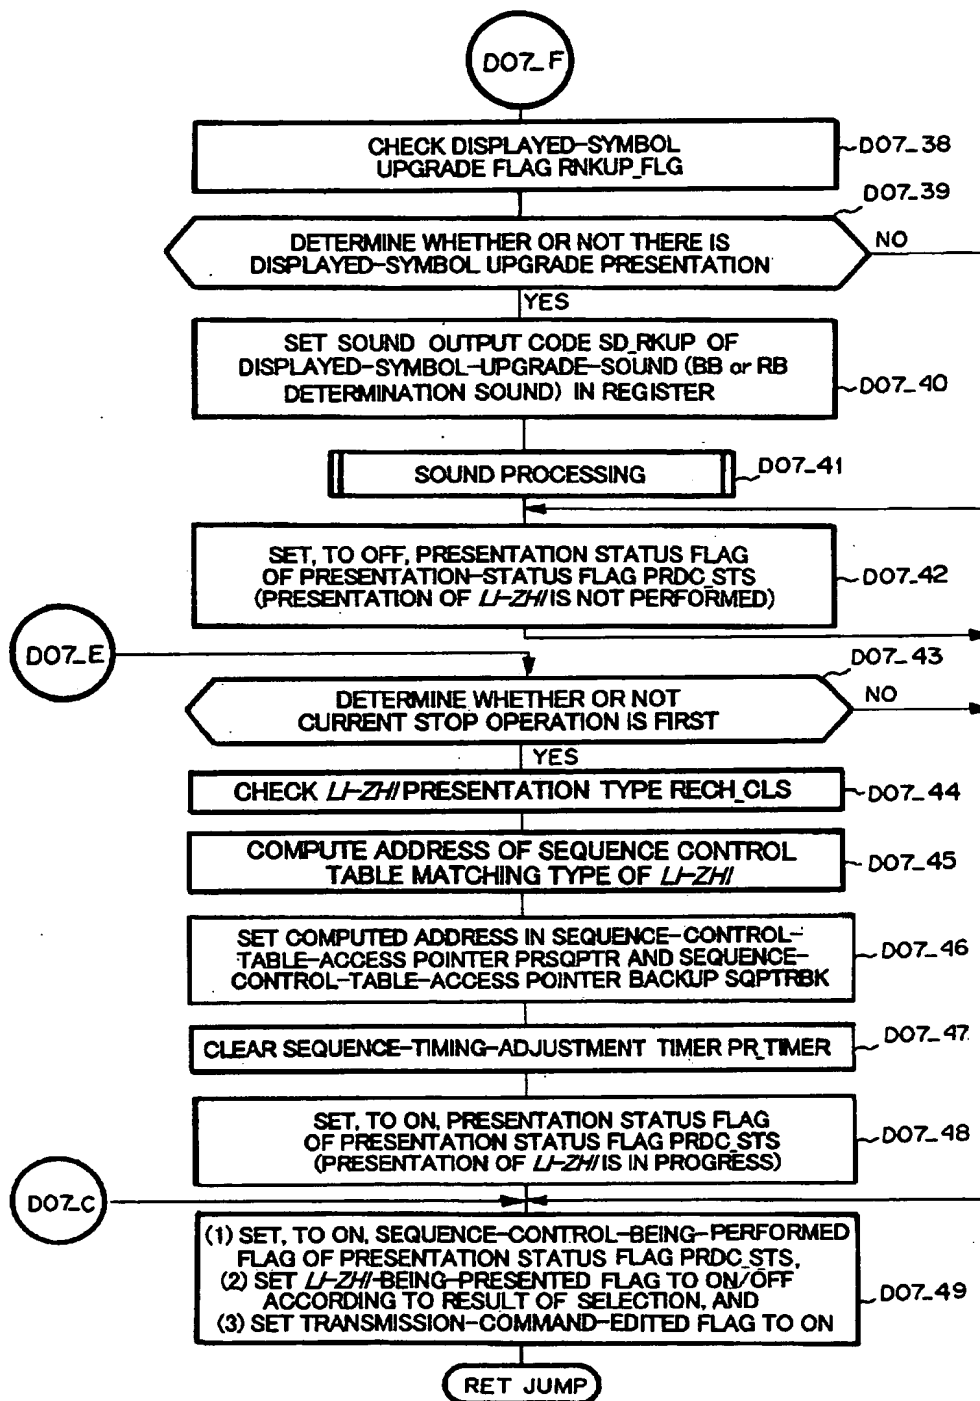 D07_F
CHECK DISPLAYED-SYMBOL
UPGRADE FLAG RNKUP_FLG
D07_38
D07_39
DETERMINE WHETHER OR NOT THERE IS
DISPLAYED-SYMBOL UPGRADE PRESENTATION
NO
YES
SET SOUND OUTPUT CODE SD_RKUP OF
DISPLAYED-SYMBOL-UPGRADE-SOUND (BB or RB
DETERMINATION SOUND) IN REGISTER
D07_40
SOUND PROCESSING
D07_41
SET, TO OFF, PRESENTATION STATUS FLAG
OF PRESENTATION-STATUS FLAG PRDC_STS
(PRESENTATION OF LI-ZHI IS NOT PERFORMED)
D07_42
D07_E
D07_43
DETERMINE WHETHER OR NOT
CURRENT STOP OPERATION IS FIRST
NO
YES
CHECK LI-ZHI PRESENTATION TYPE RECH_CLS
D07_44
COMPUTE ADDRESS OF SEQUENCE CONTROL
TABLE MATCHING TYPE OF LI-ZHI
D07_45
SET COMPUTED ADDRESS IN SEQUENCE-CONTROL-
TABLE-ACCESS POINTER PRSQPTR AND SEQUENCE-
CONTROL-TABLE-ACCESS POINTER BACKUP SQPTRBK
D07_46
CLEAR SEQUENCE-TIMING-ADJUSTMENT TIMER PR_TIMER
D07_47
SET, TO ON, PRESENTATION STATUS FLAG
OF PRESENTATION STATUS FLAG PRDC_STS
(PRESENTATION OF LI-ZHI IS IN PROGRESS)
D07_48
D07_C
(1) SET, TO ON, SEQUENCE-CONTROL-BEING-PERFORMED
FLAG OF PRESENTATION STATUS FLAG PRDC_STS,
(2) SET LI-ZHI-BEING-PRESENTED FLAG TO ON/OFF
ACCORDING TO RESULT OF SELECTION, AND
(3) SET TRANSMISSION-COMMAND-EDITED FLAG TO ON
D07_49
RET JUMP